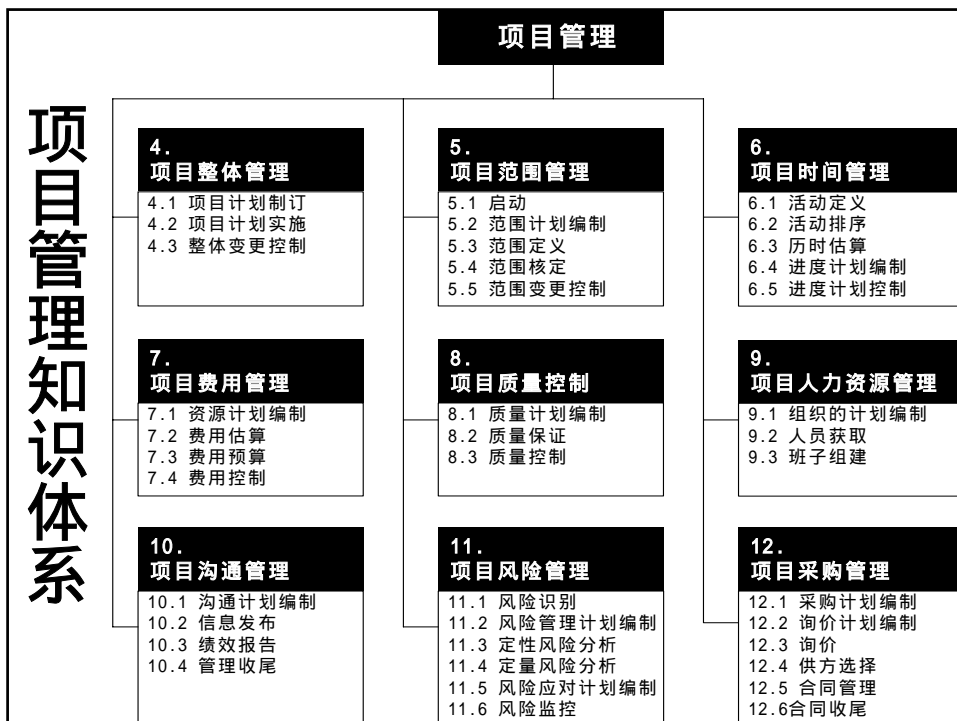 项目管理
项目管理知识体系
4.
项目整体管理
4.1 项目计划制订
4.2 项目计划实施
4.3 整体变更控制
5.
项目范围管理
5.1 启动
5.2 范围计划编制
5.3 范围定义
5.4 范围核定
5.5 范围变更控制
6.
项目时间管理
6.1 活动定义
6.2 活动排序
6.3 历时估算
6.4 进度计划编制
6.5 进度计划控制
7.
项目费用管理
7.1 资源计划编制
7.2 费用估算
7.3 费用预算
7.4 费用控制
8.
项目质量控制
8.1 质量计划编制
8.2 质量保证
8.3 质量控制
9.
项目人力资源管理
9.1 组织的计划编制
9.2 人员获取
9.3 班子组建
10.
项目沟通管理
10.1 沟通计划编制
10.2 信息发布
10.3 绩效报告
10.4 管理收尾
11.
项目风险管理
11.1 风险识别
11.2 风险管理计划编制
11.3 定性风险分析
11.4 定量风险分析
11.5 风险应对计划编制
11.6 风险监控
12.
项目采购管理
12.1 采购计划编制
12.2 询价计划编制
12.3 询价
12.4 供方选择
12.5 合同管理
12.6合同收尾